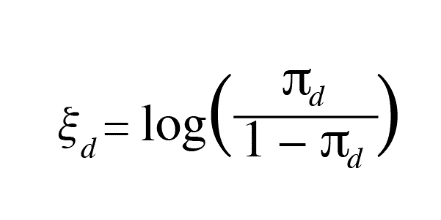 ξ_d = log(π_d / (1 − π_d))